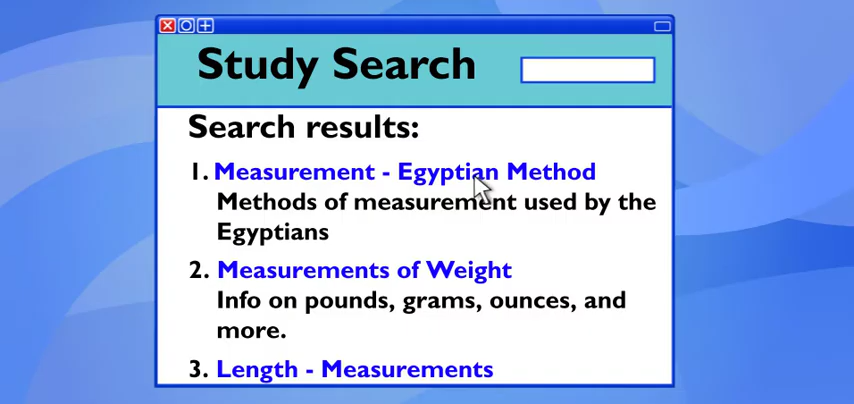 Study Search
Search results:
1. Measurement - Egyptian Method
Methods of measurement used by the
Egyptians
2. Measurements of Weight
Info on pounds, grams, ounces, and
more.
3. Length - Measurements